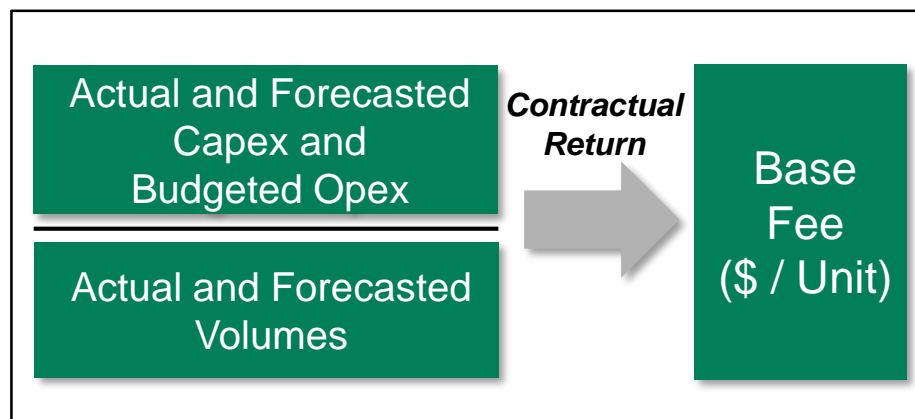 Actual and Forecasted
Capex and
Budgeted Opex
Contractual
Return
Actual and Forecasted
Volumes
Base
Fee
($ / Unit)